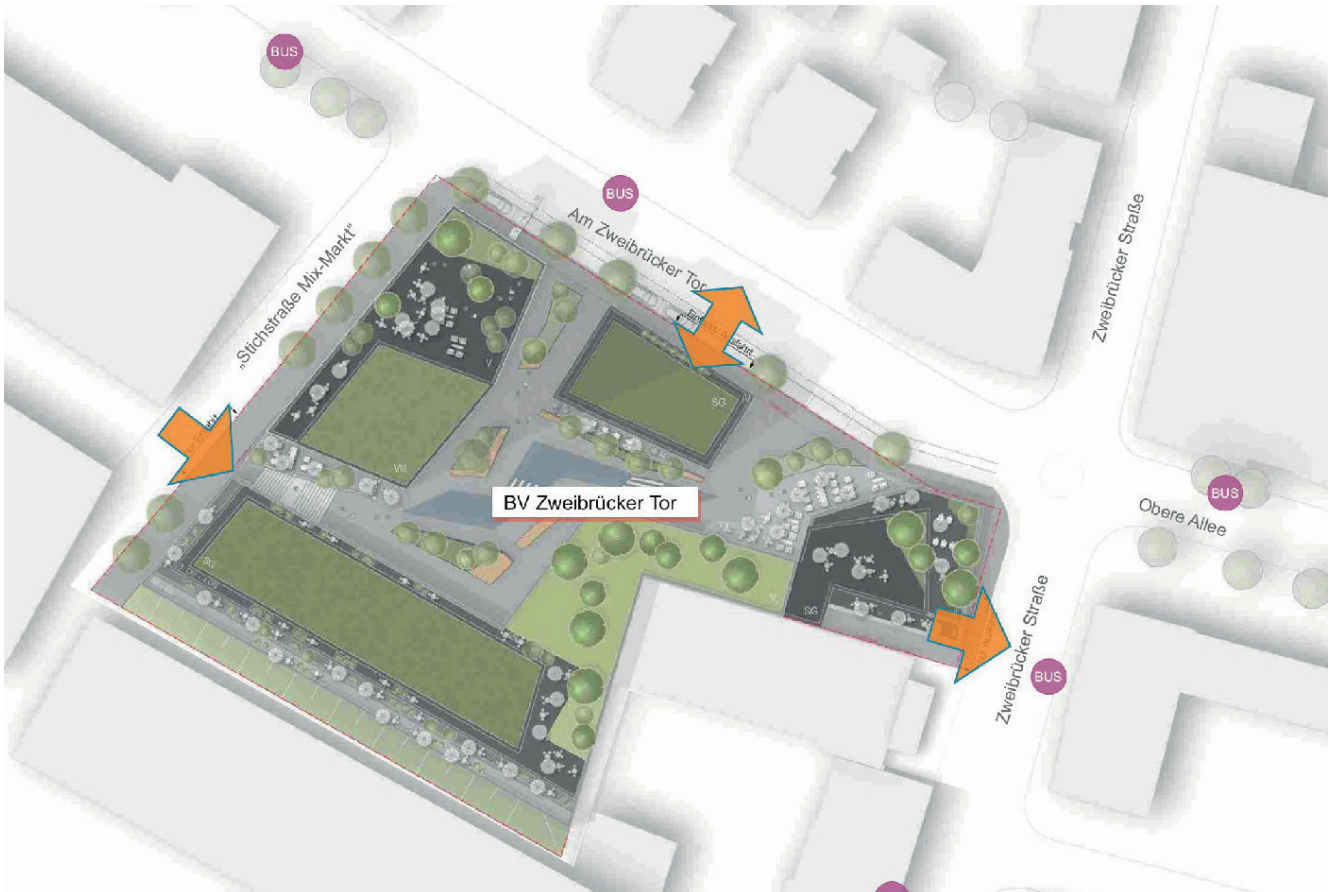 BUS
BUS
Am Zweibrücker Tor
Zweibrücker Straße
„Stichstraße Mix-Markt“
V
IV
SG
VIII
BV Zweibrücker Tor
BUS
Obere Allee
SG
V
SG
Zweibrücker Straße
BUS